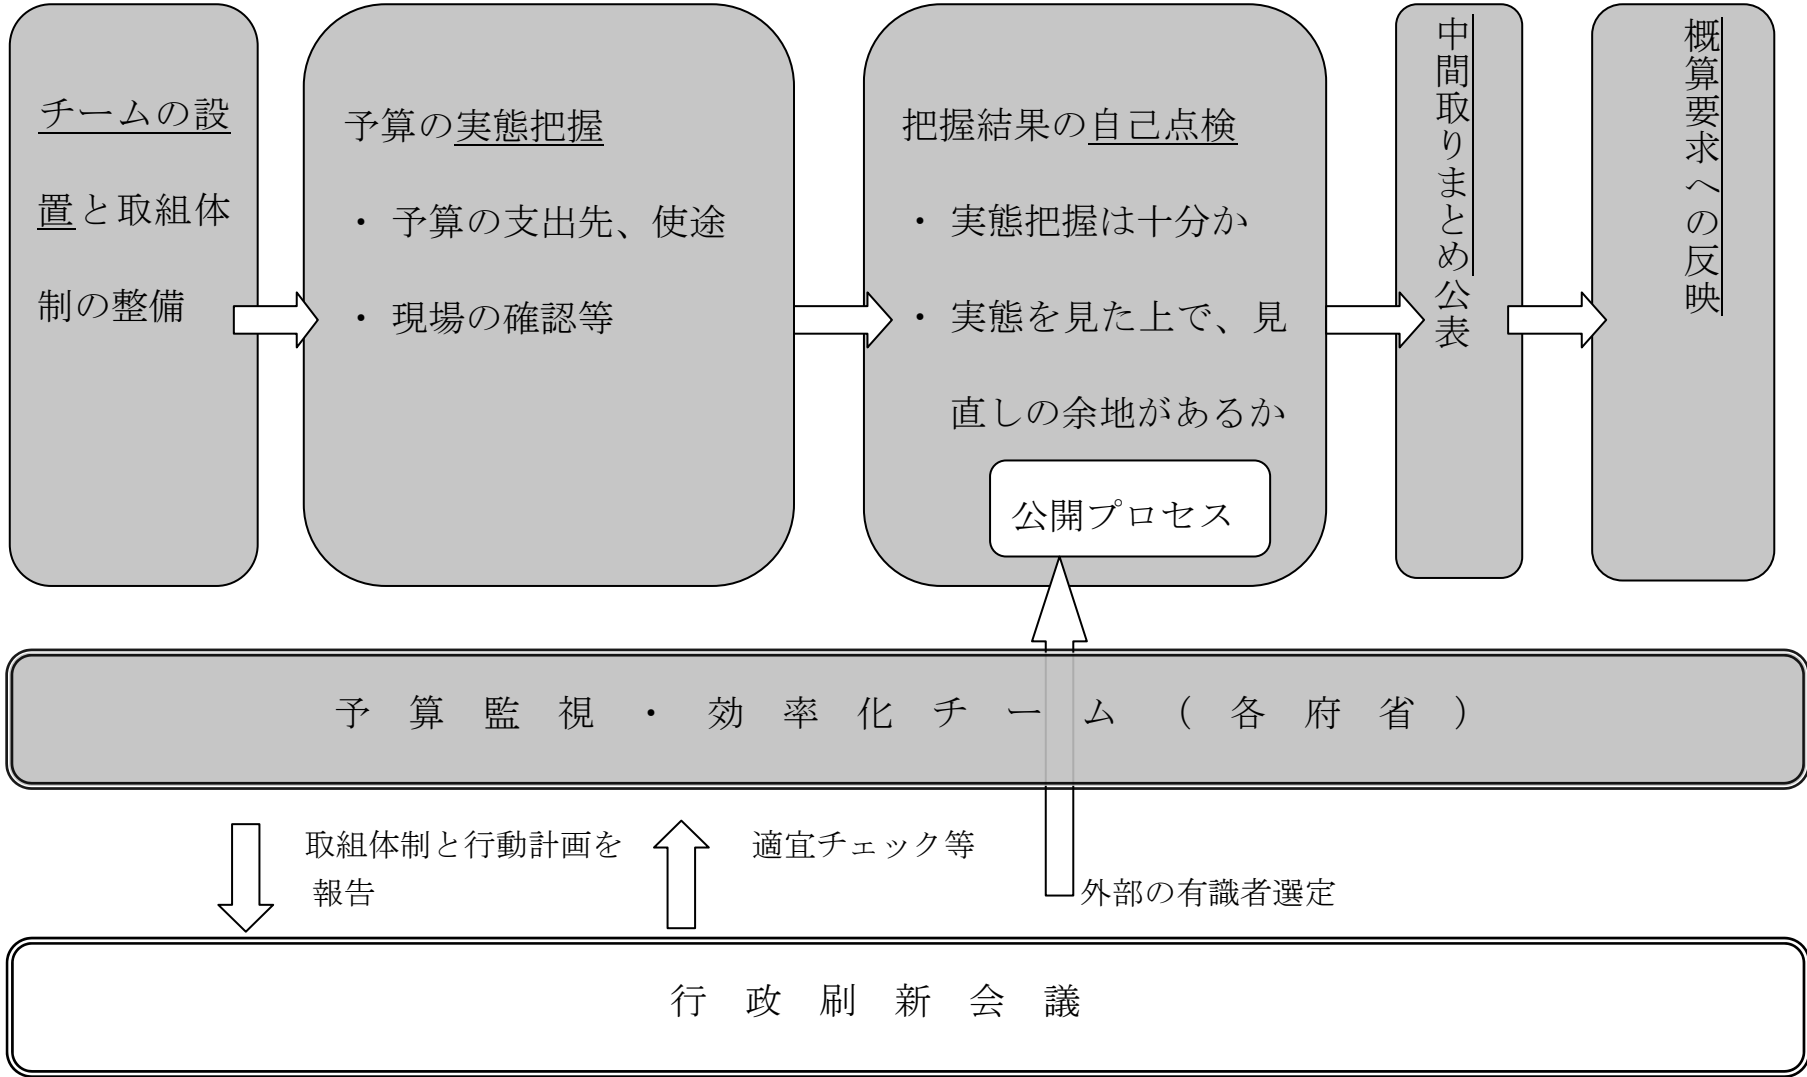 チームの設
置と取組体
制の整備
予算の実態把握
・ 予算の支出先、使途
・ 現場の確認等
把握結果の自己点検
・ 実態把握は十分か
・ 実態を見た上で、見
直しの余地があるか
公開プロセス
中間取りまとめ公表
概算要求への反映
予算監視・効率化チーム（各府省）
取組体制と行動計画を
報告
適宜チェック等
外部の有識者選定
行政刷新会議